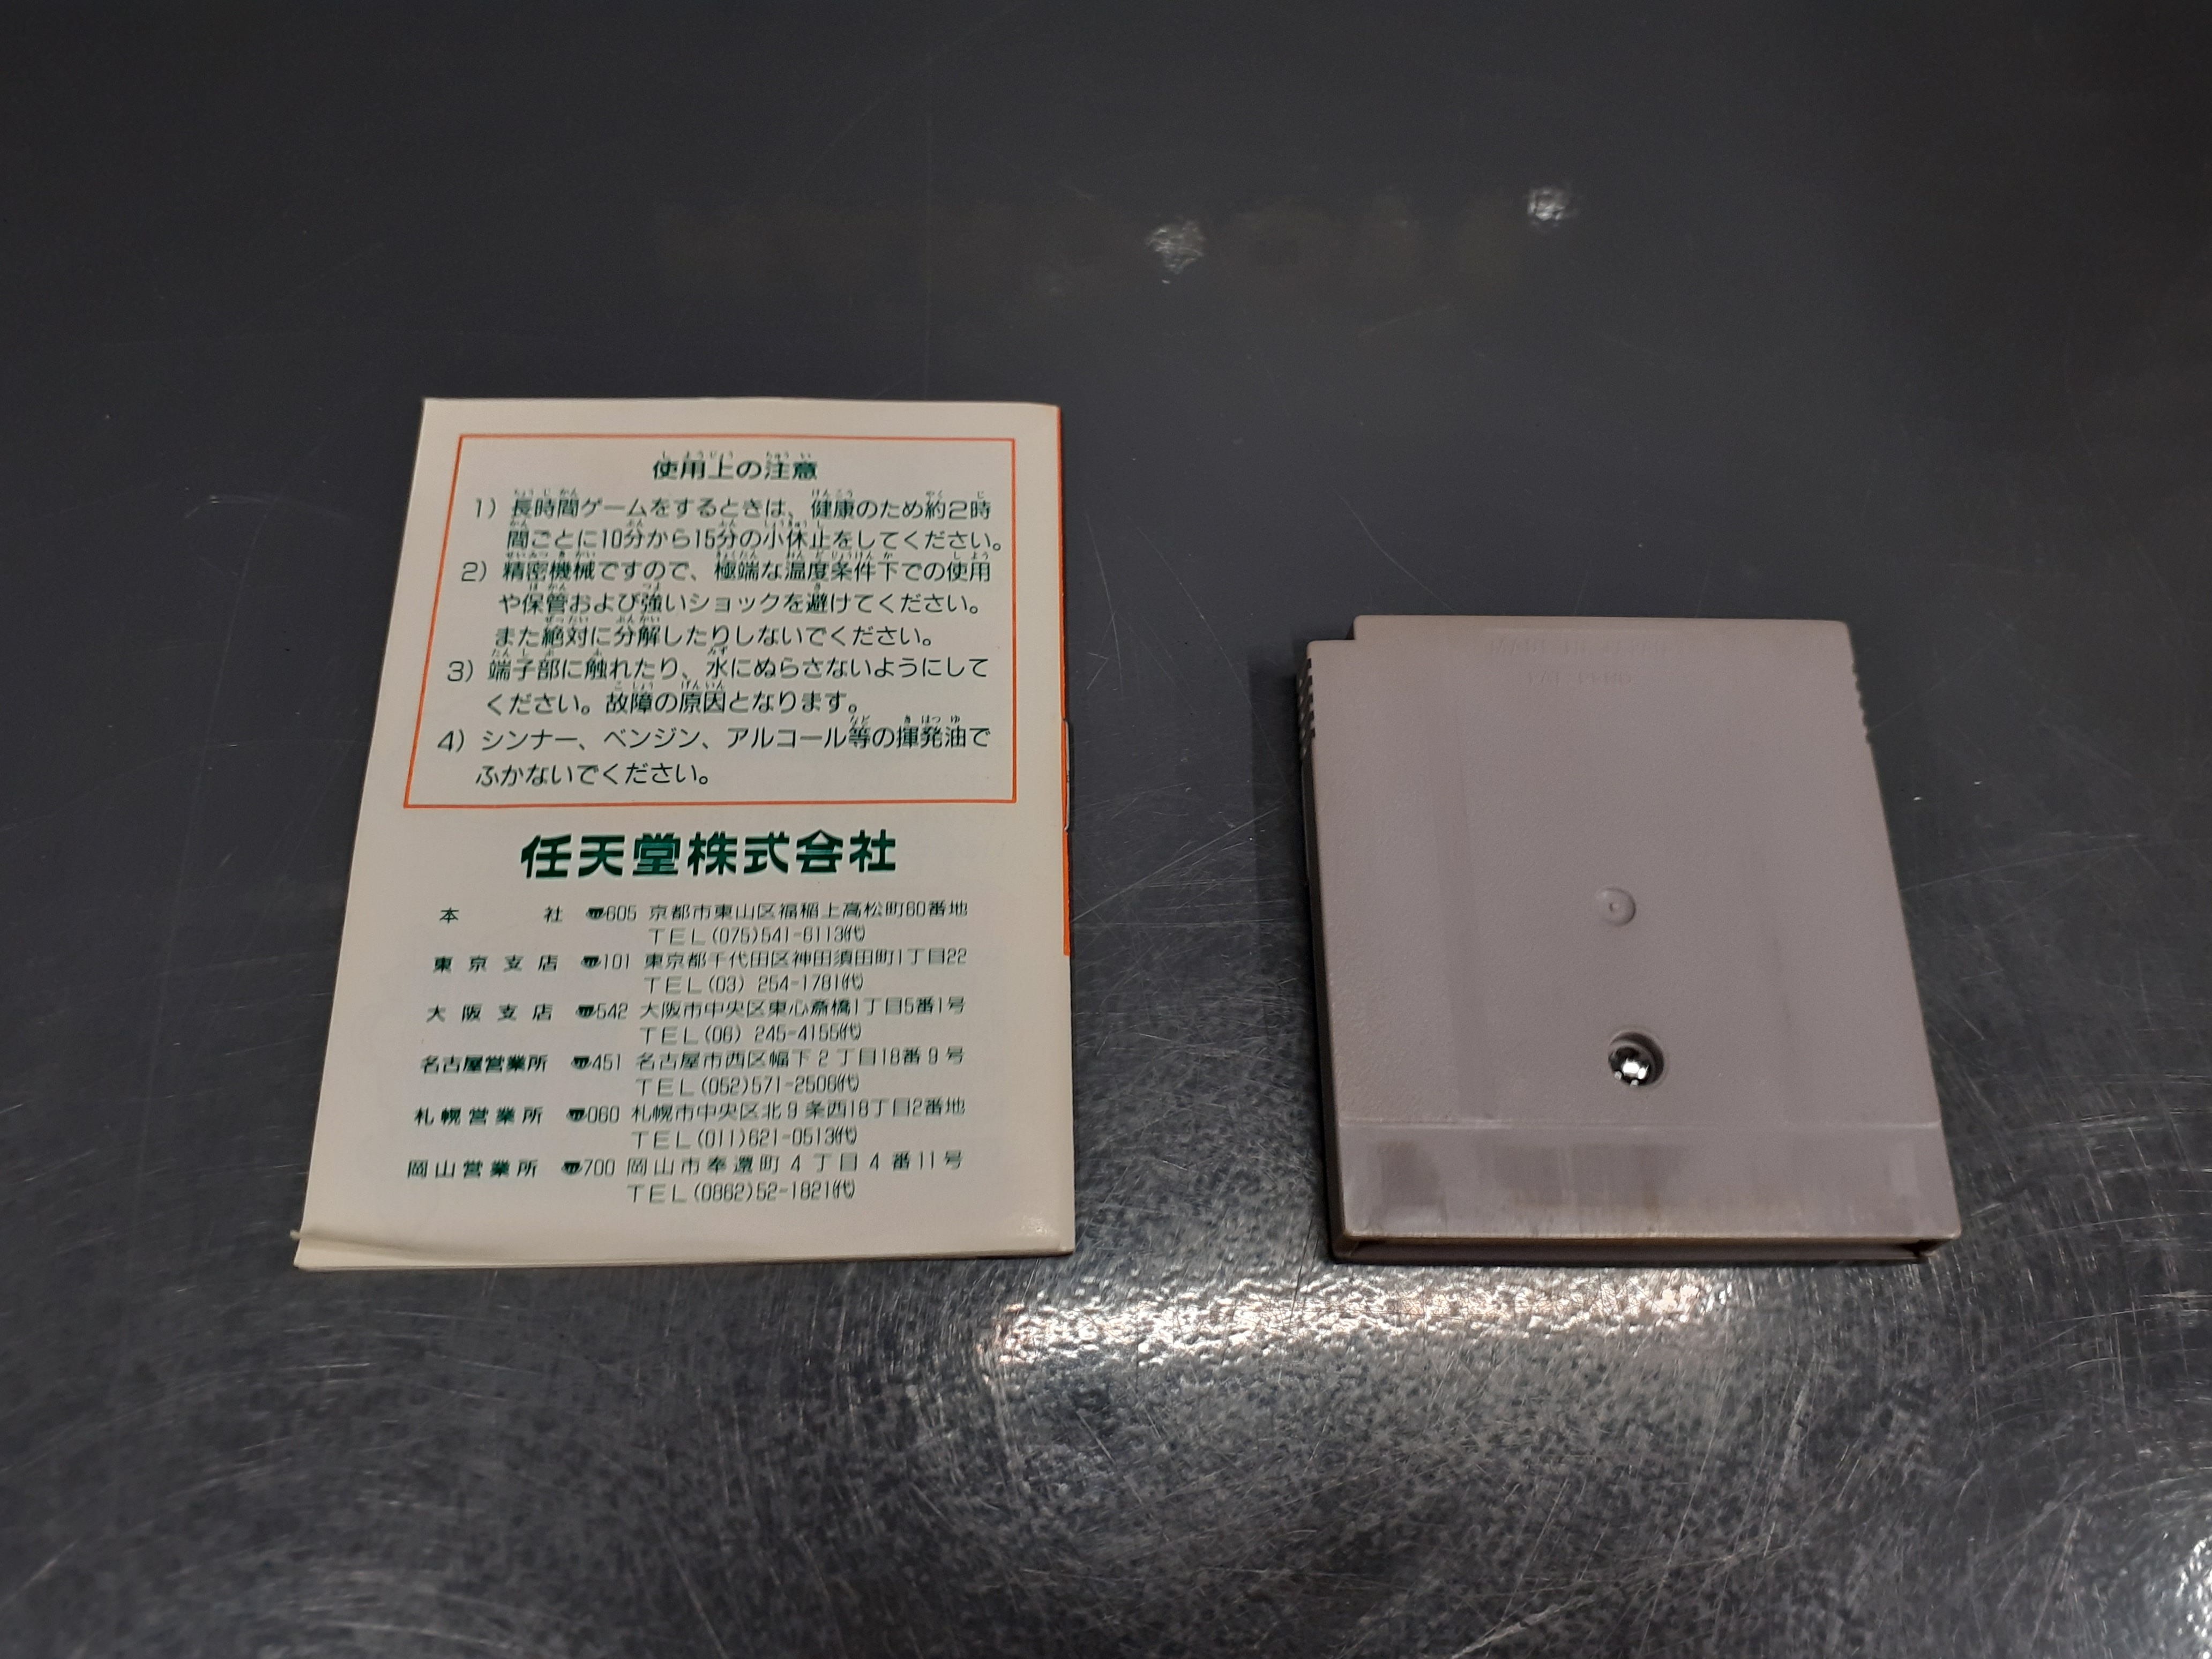 使用上の注意
1) 長時間ゲームをするときは、健康のため約2時
間ごとに10分から15分の小休止をしてください。
2) 精密機械ですので、極端な温度条件下での使用
や保管および強いショックを避けてください。
また絶対に分解したりしないでください。
3) 端子部に触れたり、水にぬらさないようにして
ください。故障の原因となります。
4) シンナー、ベンジン、アルコール等の揮発油で
ふかないでください。
任天堂株式会社
本社 〒605 京都市東山区福稲上高松町60番地
TEL(075)541-6113(代)
東京支店 〒101 東京都千代田区神田須田町1丁目22
TEL(03) 254-1781(代)
大阪支店 〒542 大阪市中央区東心斎橋1丁目5番1号
TEL(06) 245-4155(代)
名古屋営業所 〒451 名古屋市西区幅下2丁目18番9号
TEL(052)571-2506(代)
札幌営業所 〒060 札幌市中央区北9条西18丁目2番地
TEL(011)621-0513(代)
岡山営業所 〒700 岡山市奉還町4丁目4番11号
TEL(0862)52-1821(代)
MADE IN JAPAN
PAT. PEND.